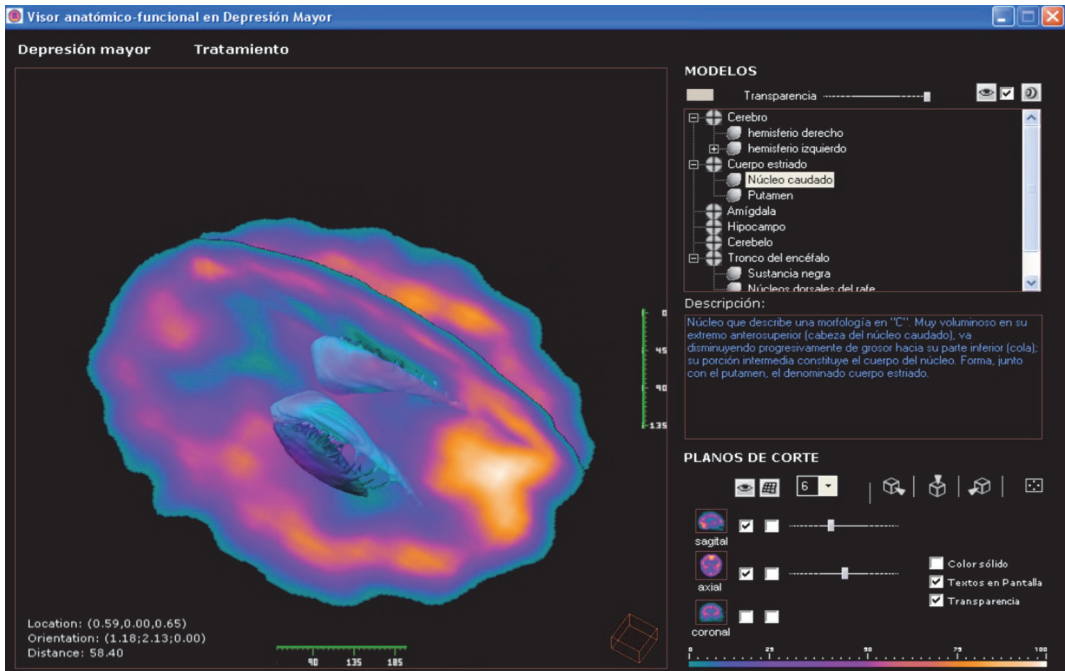 Visor anatómico-funcional en Depresión Mayor
Depresión mayor Tratamiento
MODELOS
Transparencia
Cerebro
hemisferio derecho
hemisferio izquierdo
Cuerpo estriado
Núcleo caudado
Putamen
Amígdala
Hipocampo
Cerebelo
Tronco del encéfalo
Sustancia negra
Núcleos dorsales del rafe
Descripción:
Núcleo que describe una morfología en "C". Muy voluminoso en su
extremo anterosuperior (cabeza del núcleo caudado), va
disminuyendo progresivamente de grosor hacia su parte inferior (cola);
su porción intermedia constituye el cuerpo del núcleo. Forma, junto
con el putamen, el denominado cuerpo estriado.
0
45
90
135
PLANOS DE CORTE
6
sagital
axial
coronal
Color sólido
Textos en Pantalla
Transparencia
0 25 50 75 100
Location: (0.59,0.00,0.65)
Orientation: (1.18;2.13;0.00)
Distance: 58.40
90 135 185